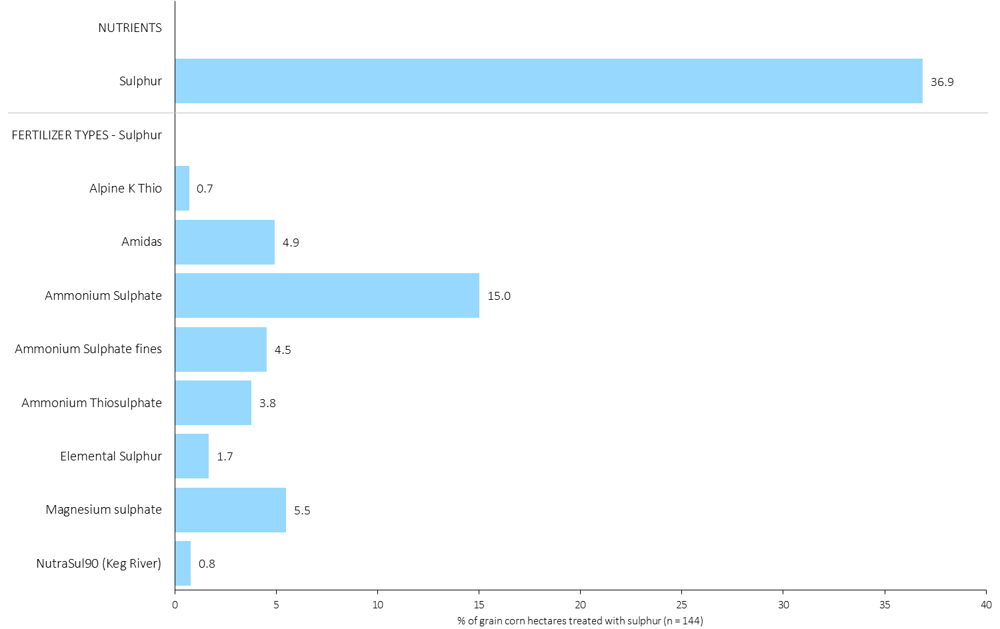 NUTRIENTS
Sulphur 36.9
FERTILIZER TYPES - Sulphur
Alpine K Thio 0.7
Amidas 4.9
Ammonium Sulphate 15.0
Ammonium Sulphate fines 4.5
Ammonium Thiosulphate 3.8
Elemental Sulphur 1.7
Magnesium sulphate 5.5
NutraSul90 (Keg River) 0.8
0 5 10 15 20 25 30 35 40
% of grain corn hectares treated with sulphur (n = 144)